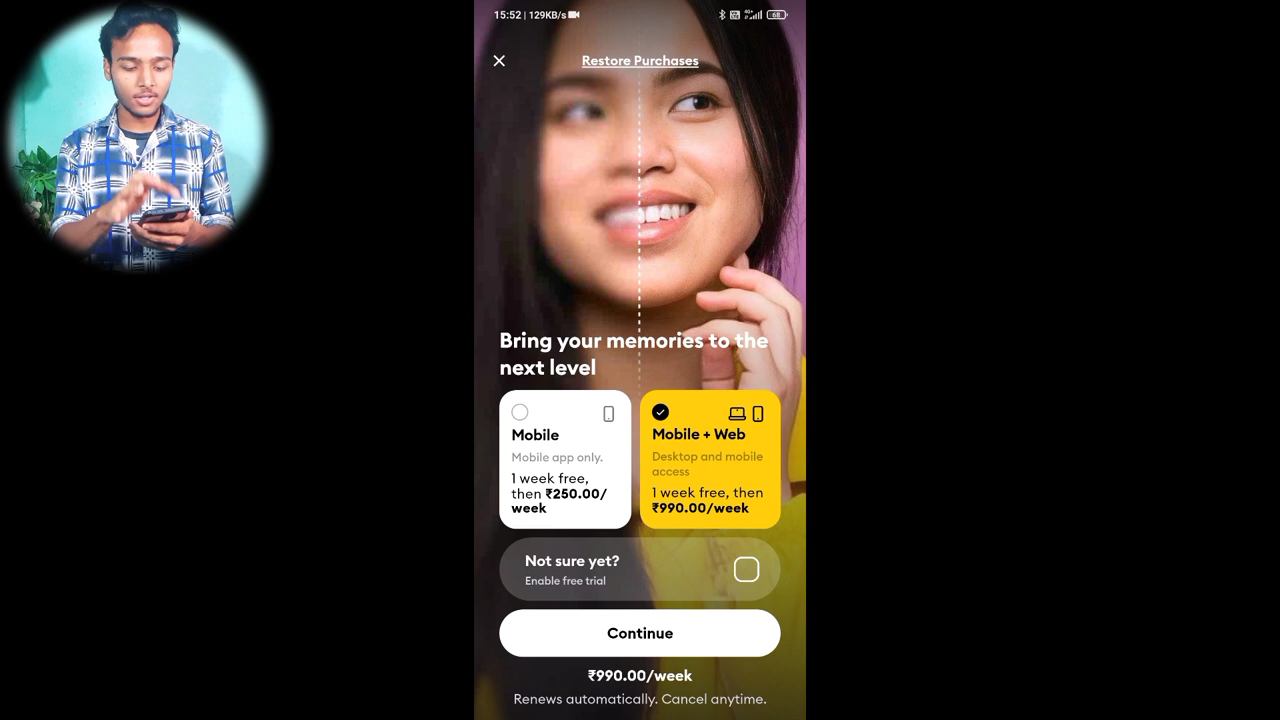 15:52 | 129KB/s
4G+
68
Restore Purchases
Bring your memories to the
next level
Mobile
Mobile app only.
1 week free,
then ₹250.00/
week
Mobile + Web
Desktop and mobile
access
1 week free, then
₹990.00/week
Not sure yet?
Enable free trial
Continue
₹990.00/week
Renews automatically. Cancel anytime.